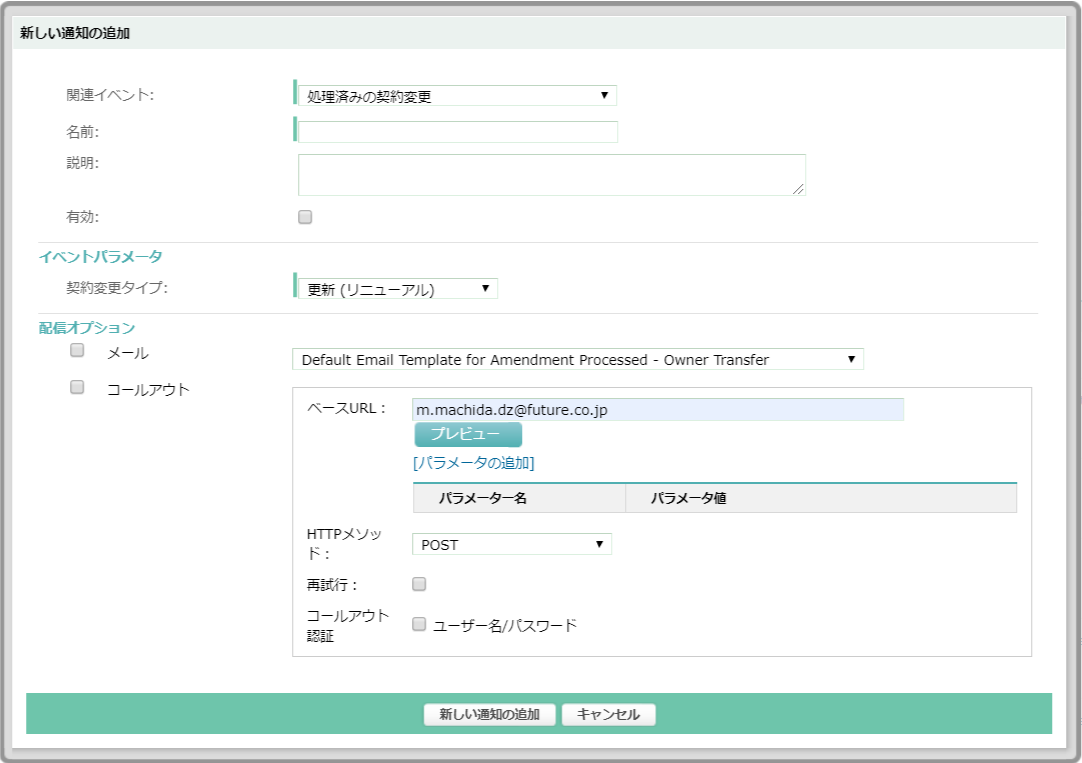 新しい通知の追加
関連イベント:
処理済みの契約変更
名前:
説明:
有効:
イベントパラメータ
契約変更タイプ:
更新 (リニューアル)
配信オプション
メール
Default Email Template for Amendment Processed - Owner Transfer
コールアウト
ベースURL：
m.machida.dz@future.co.jp
プレビュー
[パラメータの追加]
パラメーター名 パラメータ値
HTTPメソッ
ド：
POST
再試行：
コールアウト
認証
ユーザー名/パスワード
新しい通知の追加 キャンセル